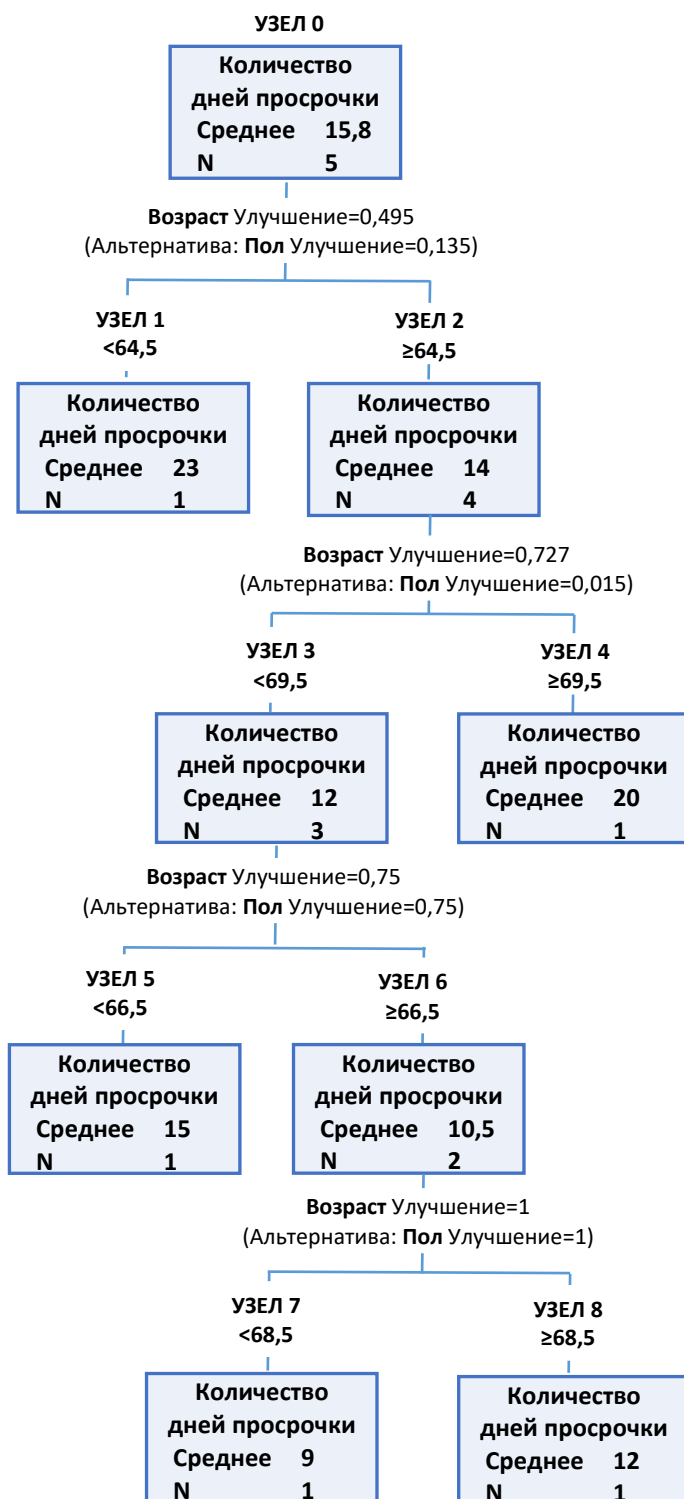 УЗЕЛ 0
Количество
дней просрочки
Среднее 15,8
N 5
Возраст Улучшение=0,495
(Альтернатива: Пол Улучшение=0,135)
УЗЕЛ 1
<64,5
УЗЕЛ 2
≥64,5
Количество
дней просрочки
Среднее 23
N 1
Количество
дней просрочки
Среднее 14
N 4
Возраст Улучшение=0,727
(Альтернатива: Пол Улучшение=0,015)
УЗЕЛ 3
<69,5
УЗЕЛ 4
≥69,5
Количество
дней просрочки
Среднее 12
N 3
Количество
дней просрочки
Среднее 20
N 1
Возраст Улучшение=0,75
(Альтернатива: Пол Улучшение=0,75)
УЗЕЛ 5
<66,5
УЗЕЛ 6
≥66,5
Количество
дней просрочки
Среднее 15
N 1
Количество
дней просрочки
Среднее 10,5
N 2
Возраст Улучшение=1
(Альтернатива: Пол Улучшение=1)
УЗЕЛ 7
<68,5
УЗЕЛ 8
≥68,5
Количество
дней просрочки
Среднее 9
N 1
Количество
дней просрочки
Среднее 12
N 1